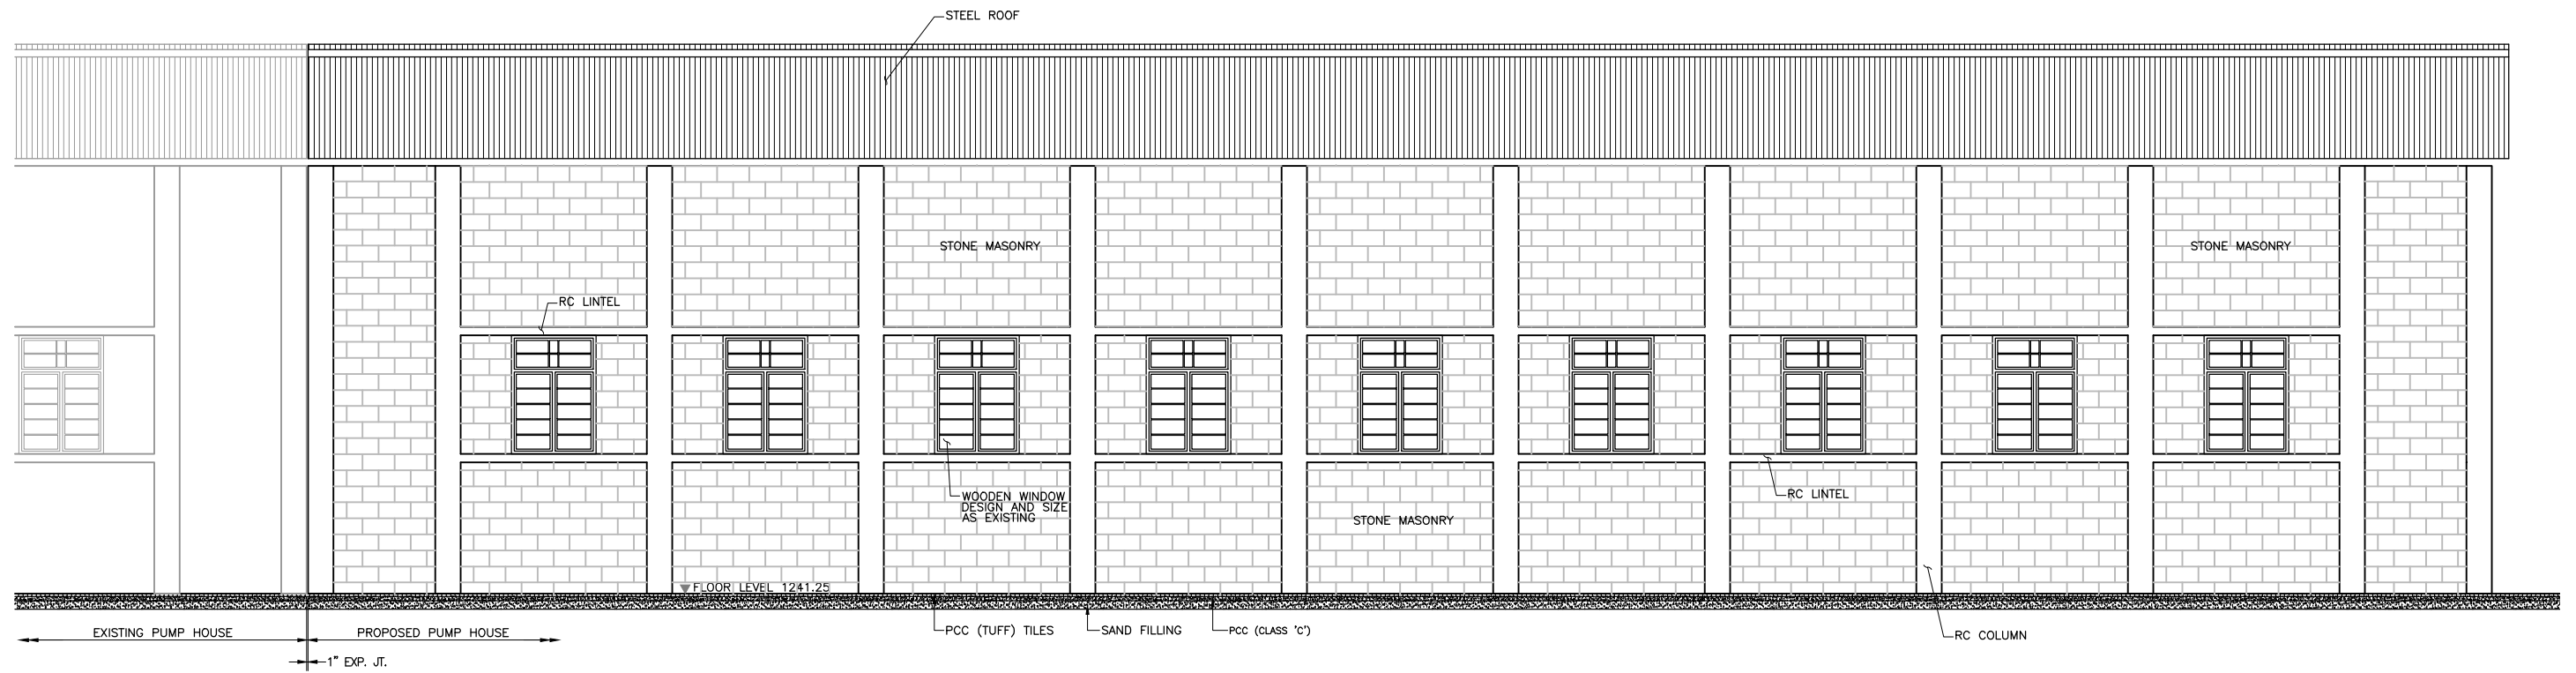 STEEL ROOF
STONE MASONRY
STONE MASONRY
RC LINTEL
WOODEN WINDOW
DESIGN AND SIZE
AS EXISTING
RC LINTEL
STONE MASONRY
FLOOR LEVEL 1241.25
EXISTING PUMP HOUSE
PROPOSED PUMP HOUSE
PCC (TUFF) TILES
SAND FILLING
PCC (CLASS 'C')
RC COLUMN
1" EXP. JT.